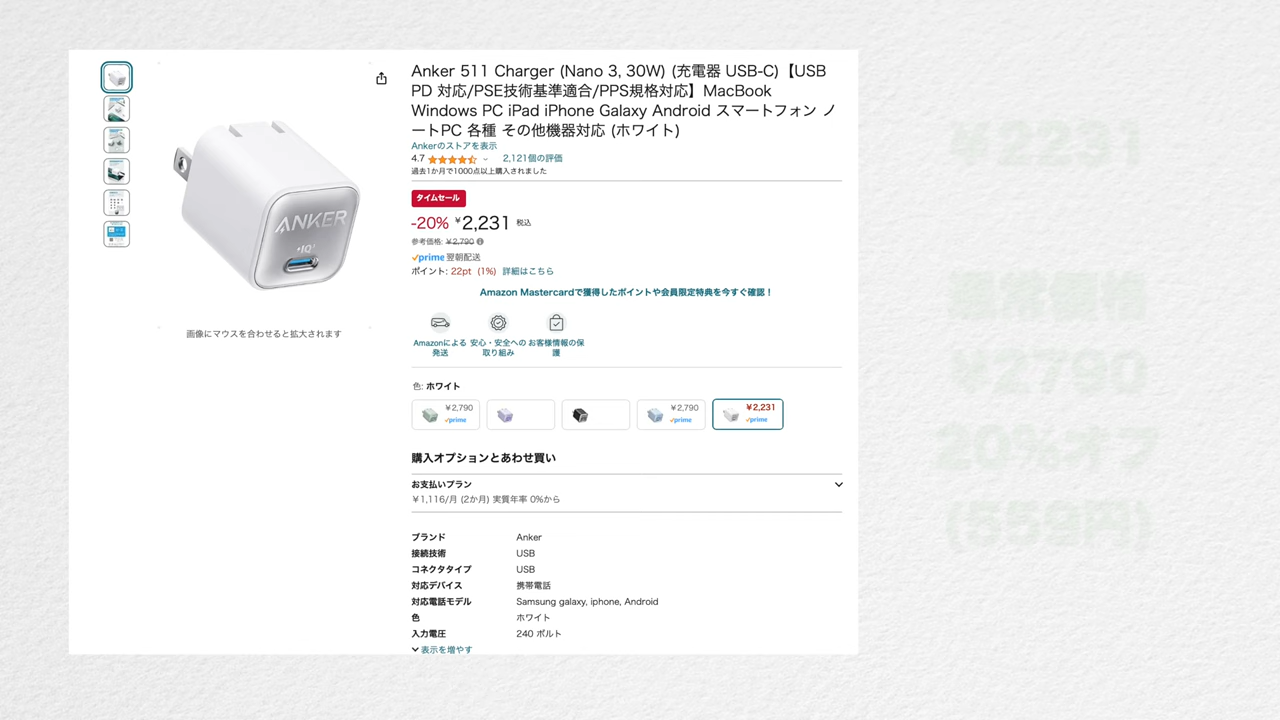 Anker 511 Charger (Nano 3, 30W) (充電器 USB-C)【USB
PD 対応/PSE技術基準適合/PPS規格対応】MacBook
Windows PC iPad iPhone Galaxy Android スマートフォン ノ
ートPC 各種 その他機器対応 (ホワイト)
Ankerのストアを表示
4.7 2,121個の評価
過去1か月で1000点以上購入されました
タイムセール
-20% ¥2,231 税込
参考価格: ¥2,790
prime 翌朝配送
ポイント: 22pt (1%) 詳細はこちら
Amazon Mastercardで獲得したポイントや会員限定特典を今すぐ確認！
Amazonによる
発送
安心・安全への
取り組み
お客様情報の保
護
ANKER
画像にマウスを合わせると拡大されます
色: ホワイト
¥2,790
prime
¥2,790
prime
¥2,231
prime
購入オプションとあわせ買い
お支払いプラン
¥1,116/月 (2か月) 実質年率 0%から
ブランド Anker
接続技術 USB
コネクタタイプ USB
対応デバイス 携帯電話
対応電話モデル Samsung galaxy, iphone, Android
色 ホワイト
入力電圧 240 ボルト
表示を増やす